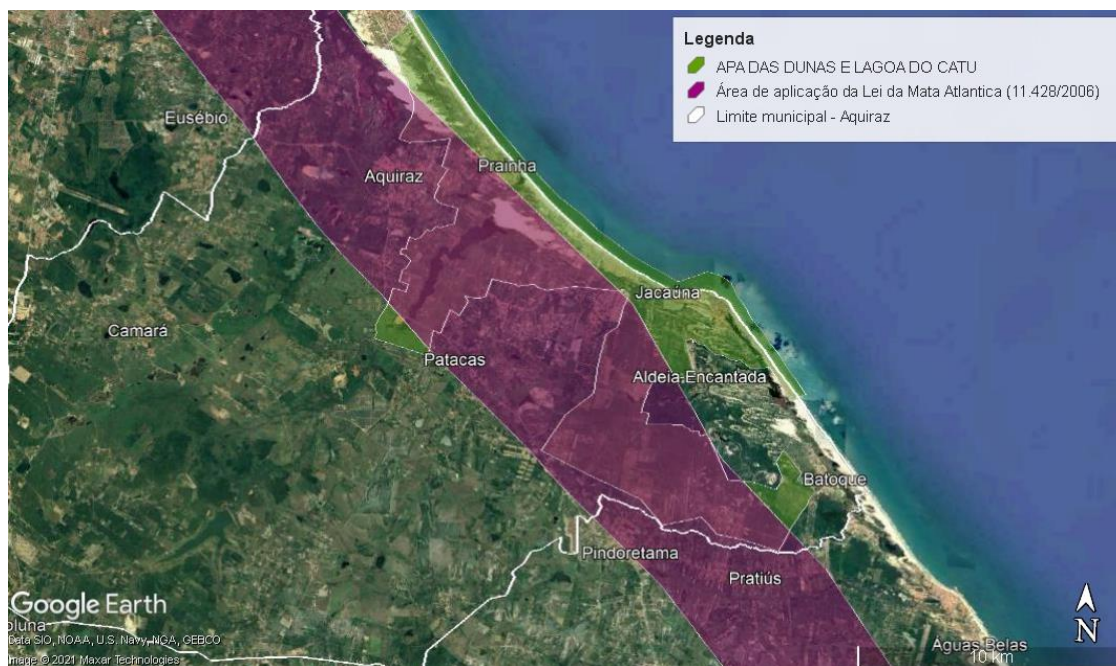 Legenda
APA DAS DUNAS E LAGOA DO CATU
Área de aplicação da Lei da Mata Atlantica (11.428/2006)
Limite municipal - Aquiraz
Eusébio
Prainha
Aquiraz
Jacaúna
Camará
Patacas
Aldeia Encantada
Batoque
Pindoretama
Pratiús
Google Earth
oluna
Data SIO, NOAA, U.S. Navy, NGA, GEBCO
Image © 2021 Maxar Technologies
Águas Belas
10 km
N